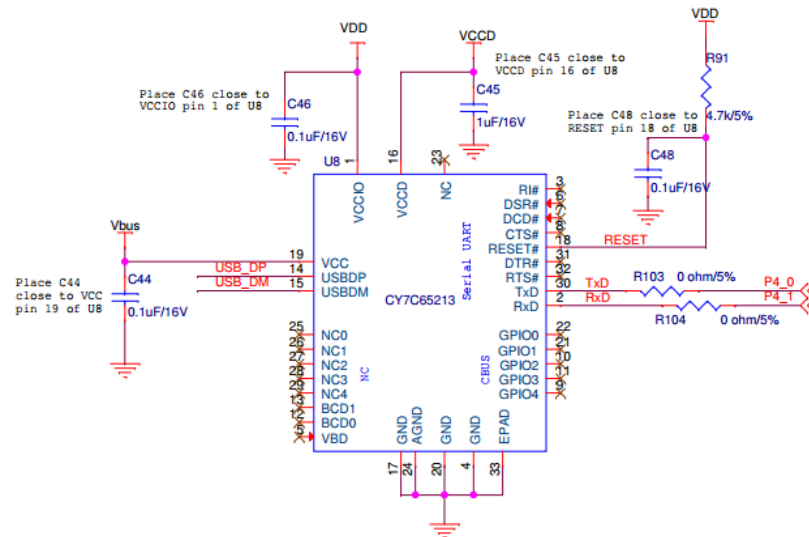 VDD
VCCD
VDD
Place C46 close to
VCCIO pin 1 of U8
C46
0.1uF/16V
Place C45 close to
VCCD pin 16 of U8
C45
1uF/16V
R91
4.7k/5%
Place C48 close to
RESET pin 18 of U8
C48
0.1uF/16V
U8
1
16
23
VCCIO
VCCD
NC
Vbus
Place C44
close to VCC
pin 19 of U8
C44
0.1uF/16V
USB_DP
USB_DM
19
14
15
VCC
USBDP
USBDM
25
26
27
28
29
13
12
5
NC0
NC1
NC2
NC3
NC4
BCD1
BCD0
VBD
NC
CY7C65213
Serial UART
CBUS
RI#
DSR#
DCD#
CTS#
RESET#
DTR#
RTS#
TxD
RxD
3
6
7
8
18
31
32
30
2
RESET
TxD
RxD
R103
0 ohm/5%
P4_0
R104
0 ohm/5%
P4_1
GPIO0
GPIO1
GPIO2
GPIO3
GPIO4
22
21
10
11
9
GND
AGND
GND
GND
EPAD
17
24
20
4
33